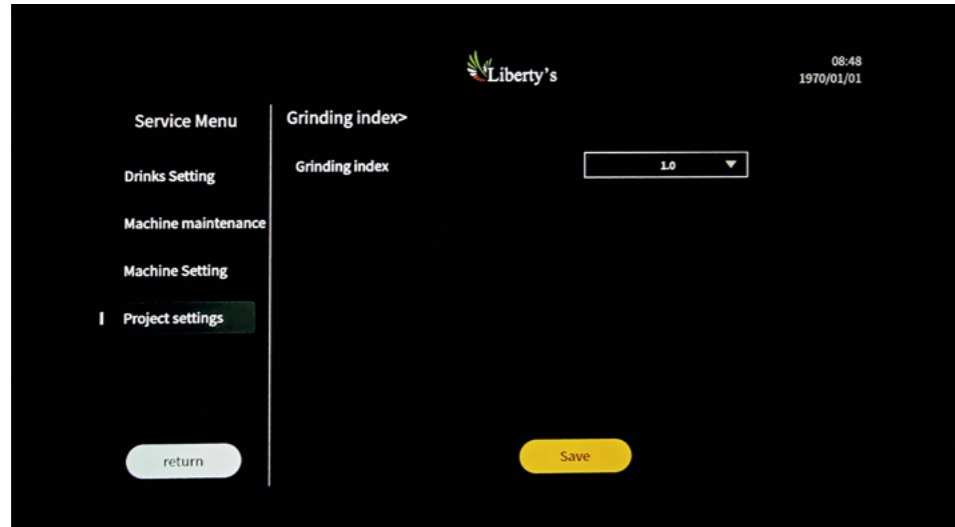 Liberty's
08:48
1970/01/01
Service Menu
Drinks Setting
Machine maintenance
Machine Setting
Project settings
return
Grinding index>
Grinding index
1.0
Save